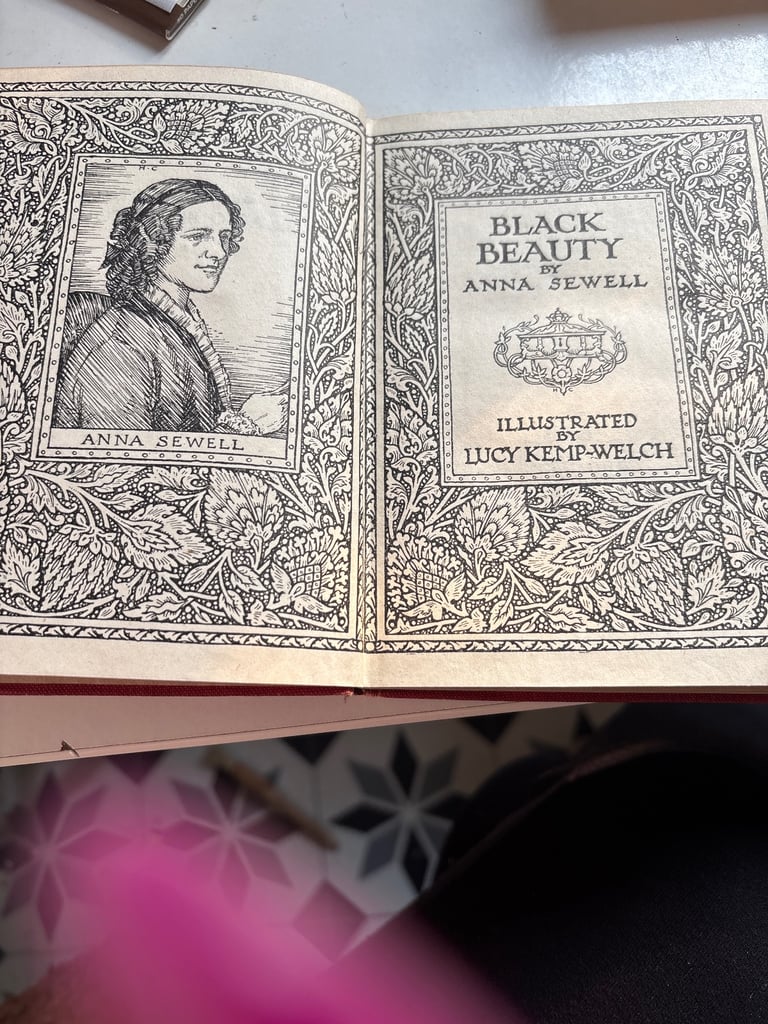 ANNA SEWELL
BLACK
BEAUTY
BY
ANNA SEWELL
ILLUSTRATED
BY
LUCY KEMP-WELCH